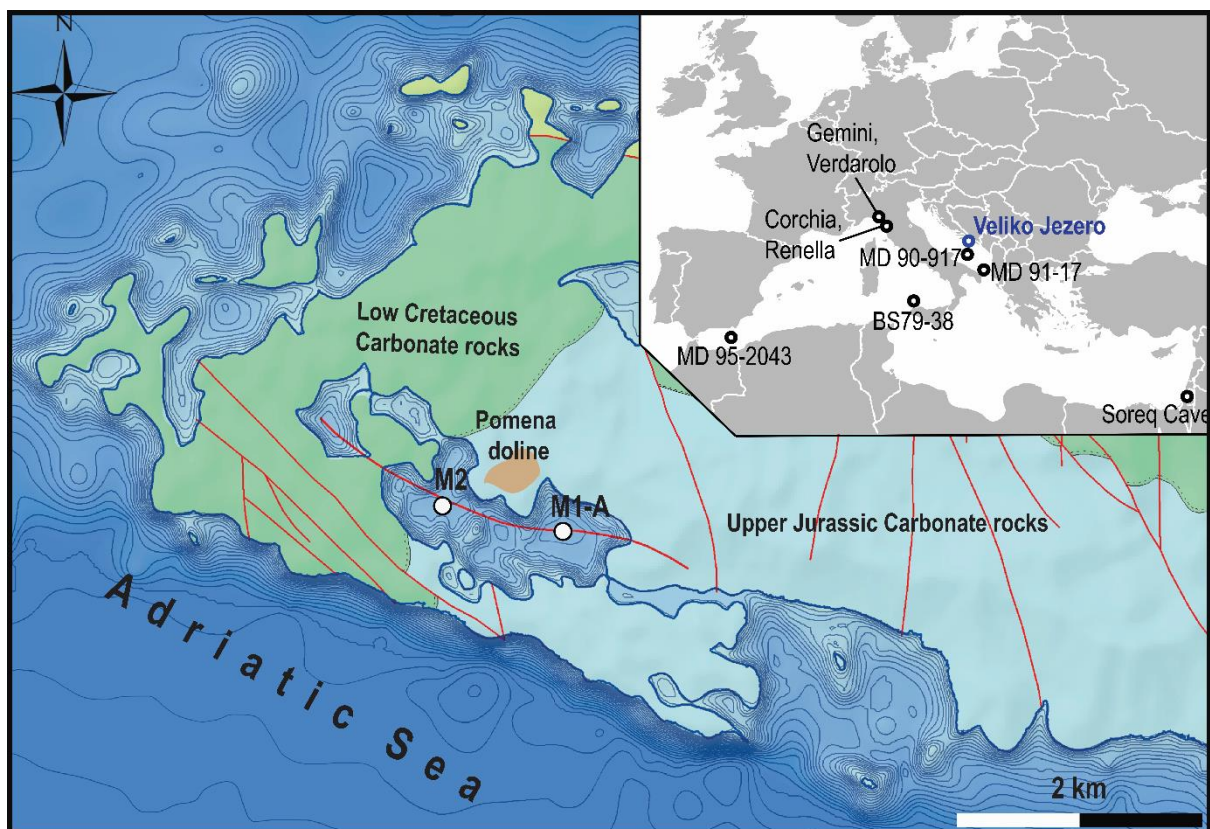 N
Gemini,
Verdarolo
Corchia,
Renella
Veliko Jezero
MD 90-917
MD 91-17
BS79-38
MD 95-2043
Soreq Cave
Low Cretaceous
Carbonate rocks
Pomena
doline
M2
M1-A
Upper Jurassic Carbonate rocks
Adriatic Sea
2 km